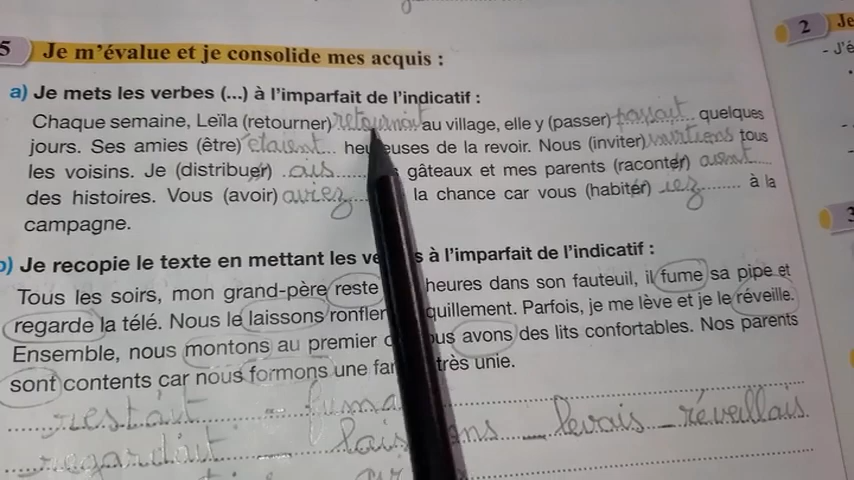 5 Je m'évalue et je consolide mes acquis :
2 Je
- J'é
a) Je mets les verbes (...) à l'imparfait de l'indicatif :
Chaque semaine, Leïla (retourner) retournait au village, elle y (passer) passait quelques
jours. Ses amies (être) étaient ... heureuses de la revoir. Nous (inviter) invitions tous
les voisins. Je (distribuer) ais ... gâteaux et mes parents (raconter) aient ...
des histoires. Vous (avoir) aviez la chance car vous (habiter) iez ........ à la
campagne.
3
b) Je recopie le texte en mettant les verbes à l'imparfait de l'indicatif :
Tous les soirs, mon grand-père reste heures dans son fauteuil, il fume sa pipe et
regarde la télé. Nous le laissons ronfler quillement. Parfois, je me lève et je le réveille.
Ensemble, nous montons au premier avons des lits confortables. Nos parents
sont contents car nous formons une très unie.
restait - fuma
regardait lais ons levais réveillais